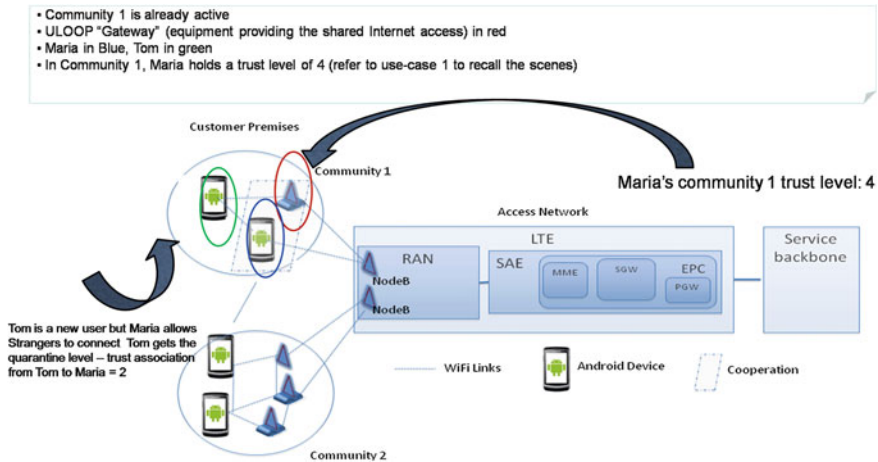 • Community 1 is already active
• ULOOP “Gateway” (equipment providing the shared Internet access) in red
• Maria in Blue, Tom in green
• In Community 1, Maria holds a trust level of 4 (refer to use-case 1 to recall the scenes)
Customer Premises
Community 1
Maria's community 1 trust level: 4
Access Network
LTE
Service
backbone
RAN
SAE
MME
SGW
EPC
PGW
NodeB
NodeB
Tom is a new user but Maria allows
Strangers to connect Tom gets the
quarantine level – trust association
from Tom to Maria = 2
WiFi Links
Android Device
Cooperation
Community 2